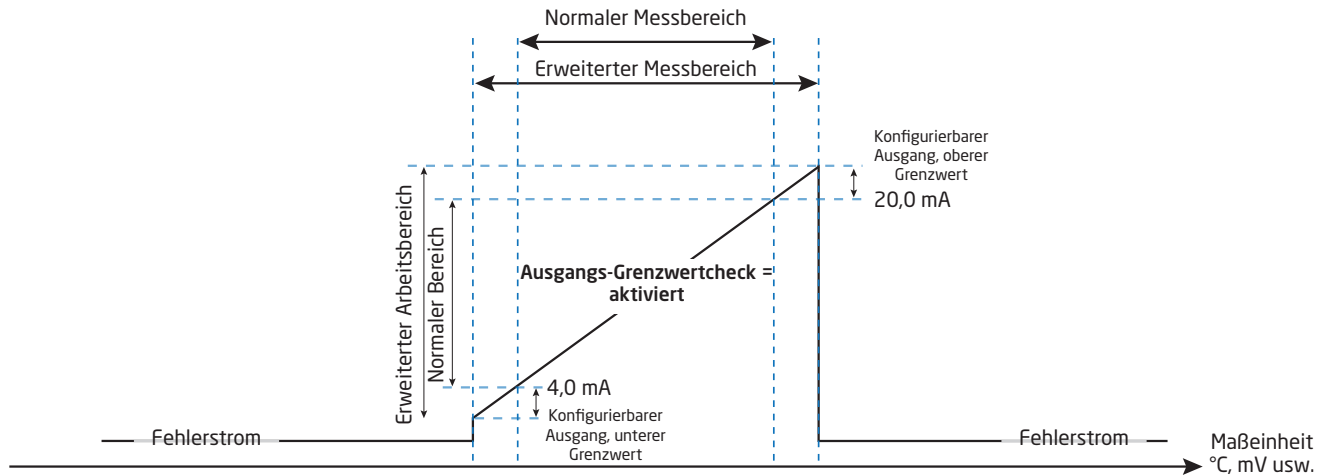 Normaler Messbereich
Erweiterter Messbereich
Konfigurierbarer
Ausgang, oberer
Grenzwert
20,0 mA
Erweiterter Arbeitsbereich
Normaler Bereich
Ausgangs-Grenzwertcheck =
aktiviert
4,0 mA
Konfigurierbarer
Ausgang, unterer
Grenzwert
Fehlerstrom
Fehlerstrom
Maßeinheit
°C, mV usw.